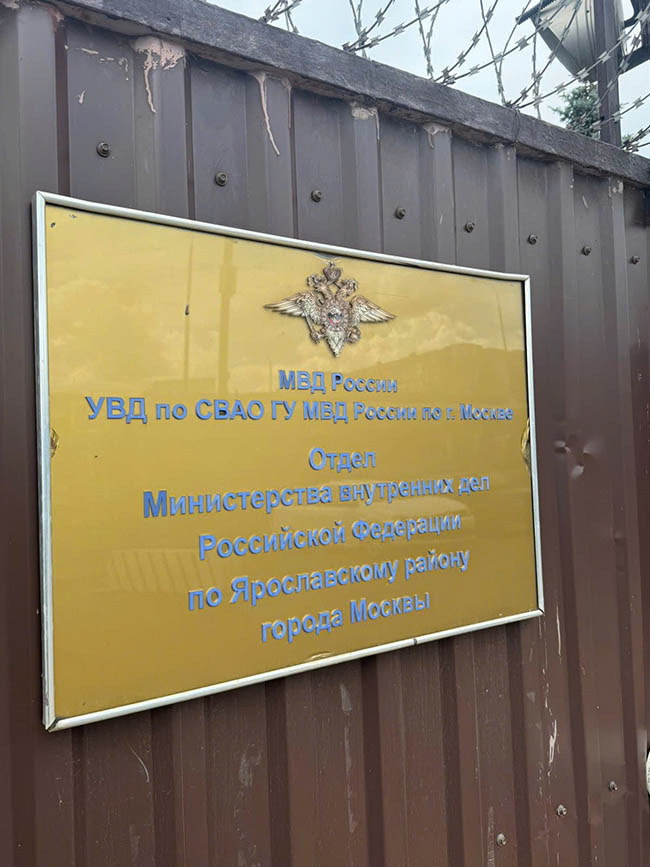 МВД России
УВД по СВАО ГУ МВД России по г. Москве
Отдел
Министерства внутренних дел
Российской Федерации
по Ярославскому району
города Москвы